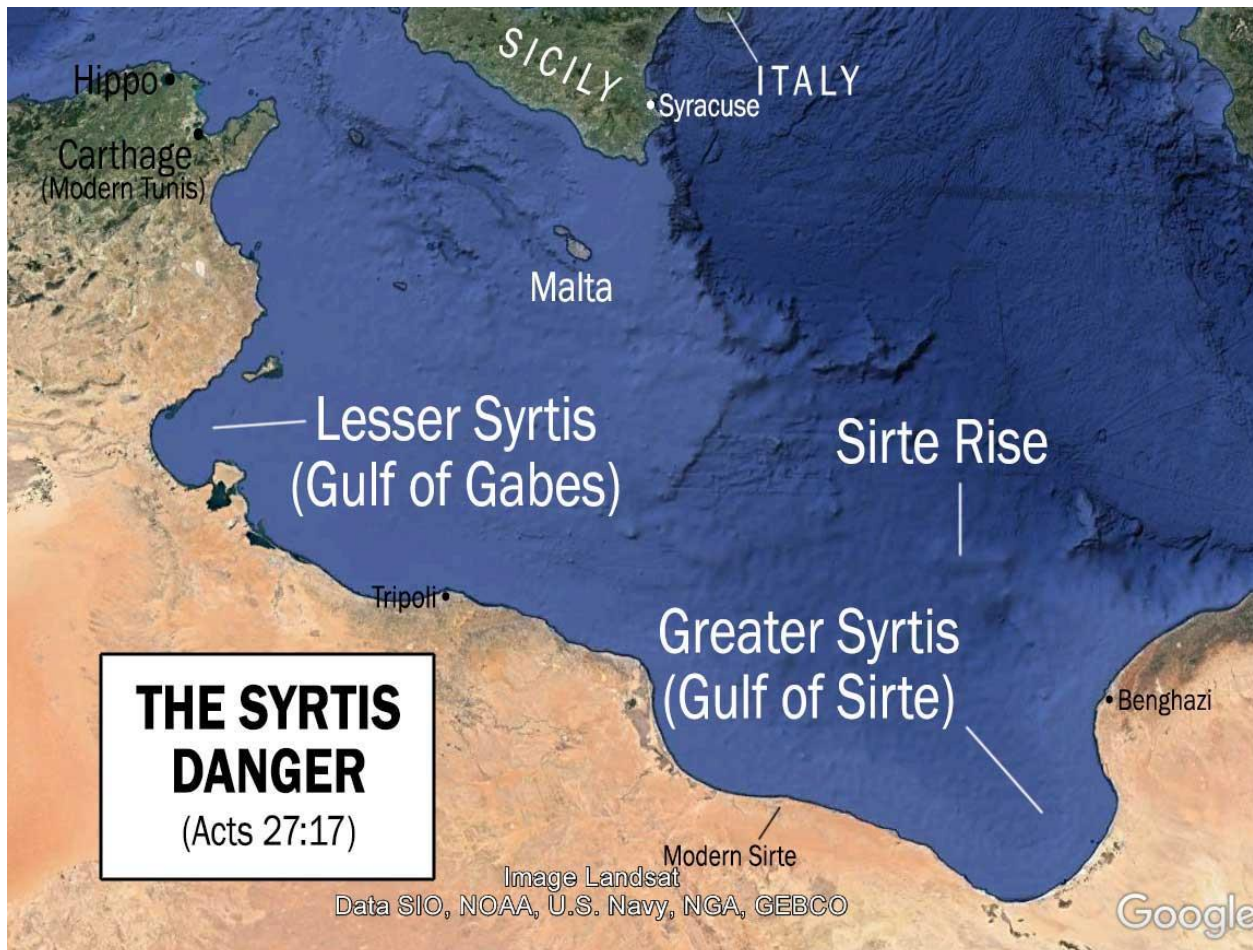 SICILY
ITALY
Hippo
Syracuse
Carthage
(Modern Tunis)
Malta
Lesser Syrtis
(Gulf of Gabes)
Sirte Rise
Tripoli
Greater Syrtis
(Gulf of Sirte)
Benghazi
THE SYRTIS
DANGER
(Acts 27:17)
Modern Sirte
Image Landsat
Data SIO, NOAA, U.S. Navy, NGA, GEBCO
Google